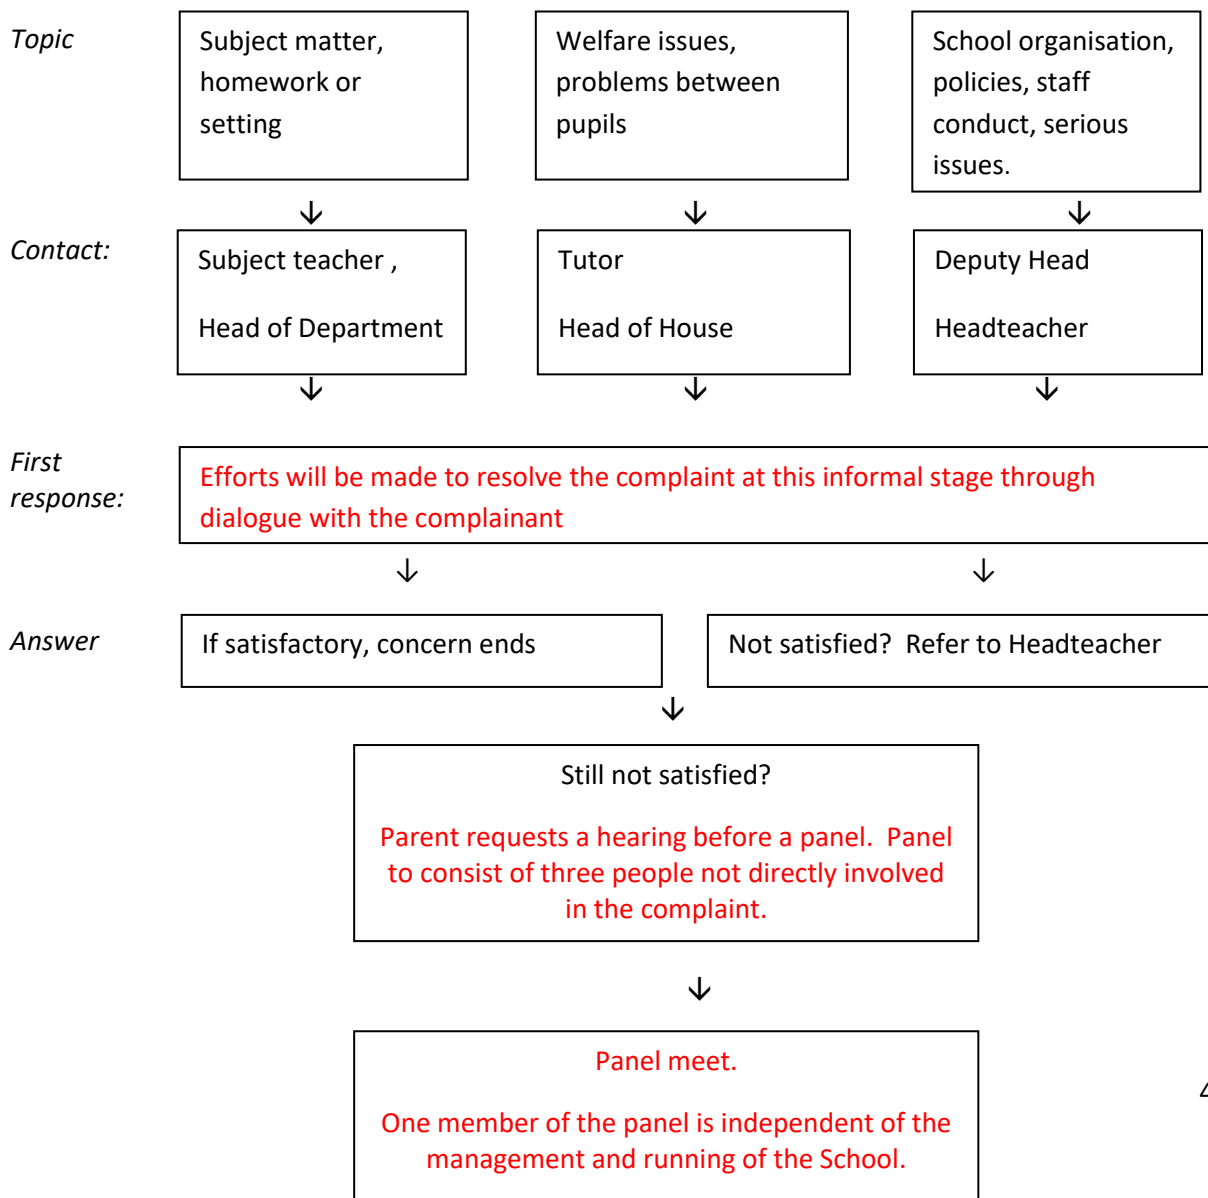 Topic
Subject matter,
homework or
setting
Welfare issues,
problems between
pupils
School organisation,
policies, staff
conduct, serious
issues.
Contact:
Subject teacher ,
Head of Department
Tutor
Head of House
Deputy Head
Headteacher
First
response:
Efforts will be made to resolve the complaint at this informal stage through
dialogue with the complainant
Answer
If satisfactory, concern ends
Not satisfied?  Refer to Headteacher
Still not satisfied?
Parent requests a hearing before a panel.  Panel
to consist of three people not directly involved
in the complaint.
Panel meet.
One member of the panel is independent of the
management and running of the School.
4